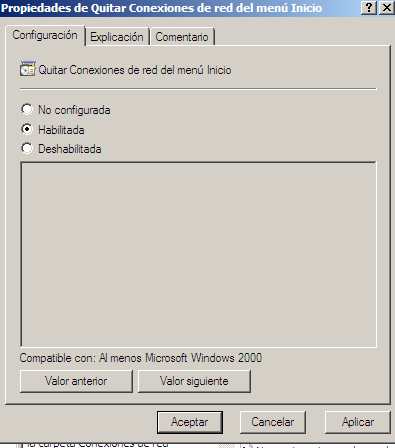 Propiedades de Quitar Conexiones de red del menú Inicio
Configuración Explicación Comentario
Quitar Conexiones de red del menú Inicio
No configurada
Habilitada
Deshabilitada
Compatible con: Al menos Microsoft Windows 2000
Valor anterior Valor siguiente
Aceptar Cancelar Aplicar
la carpeta Conexiones de red